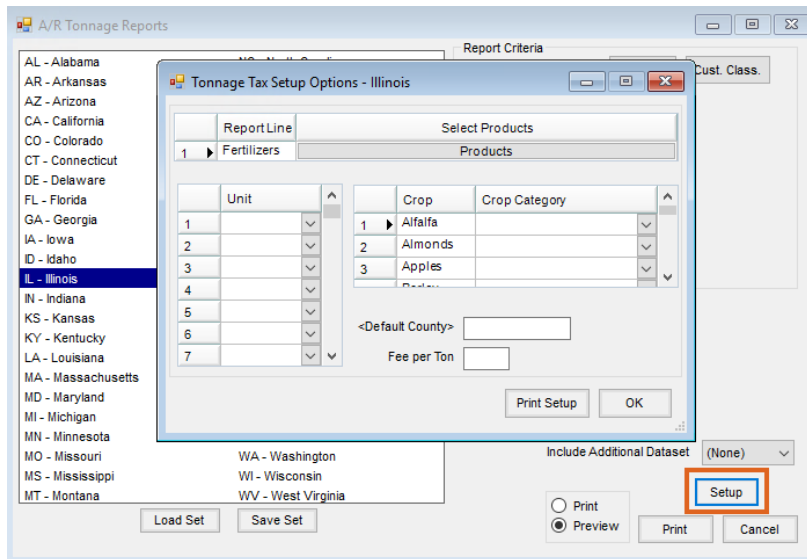 A/R Tonnage Reports
AL - Alabama
AR - Arkansas
AZ - Arizona
CA - California
CO - Colorado
CT - Connecticut
DE - Delaware
FL - Florida
GA - Georgia
IA - Iowa
ID - Idaho
IL - Illinois
IN - Indiana
KS - Kansas
KY - Kentucky
LA - Louisiana
MA - Massachusetts
MD - Maryland
MI - Michigan
MN - Minnesota
MO - Missouri
MS - Mississippi
MT - Montana
WA - Washington
WI - Wisconsin
WV - West Virginia
Report Criteria
Cust. Class.
Tonnage Tax Setup Options - Illinois
Report Line Select Products
1 Fertilizers Products
Unit
1
2
3
4
5
6
7
Crop Crop Category
1 Alfalfa
2 Almonds
3 Apples
<Default County>
Fee per Ton
Print Setup OK
Include Additional Dataset (None)
Setup
Load Set Save Set
Print
Preview
Print Cancel